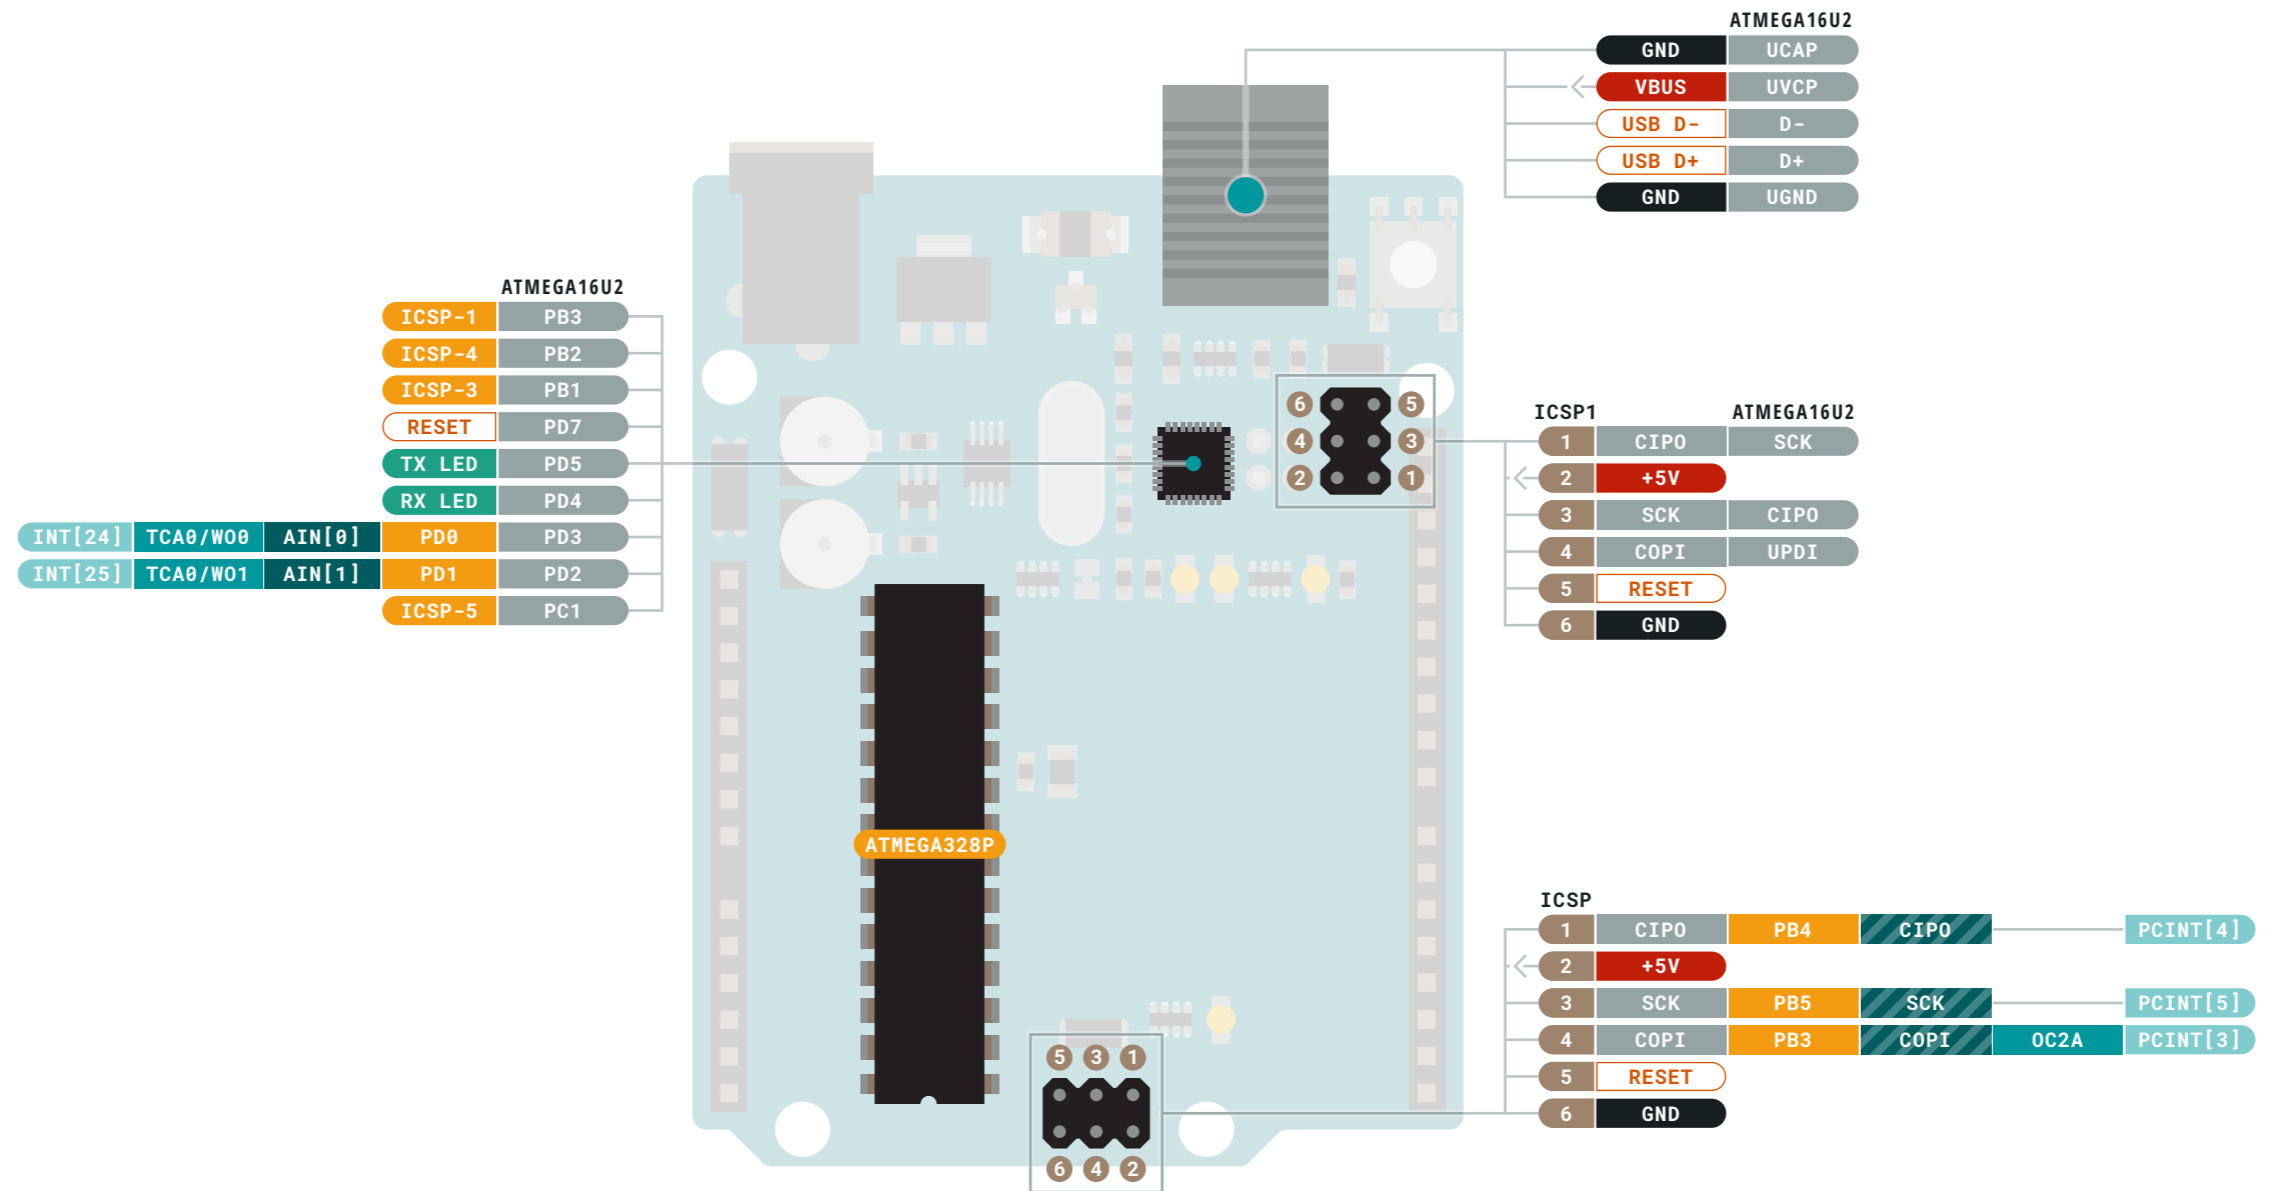 ATMEGA16U2
GND UCAP
VBUS UVCP
USB D- D-
USB D+ D+
GND UGND
ATMEGA16U2
ICSP-1 PB3
ICSP-4 PB2
ICSP-3 PB1
RESET PD7
TX LED PD5
RX LED PD4
INT[24] TCA0/WO0 AIN[0] PD0 PD3
INT[25] TCA0/WO1 AIN[1] PD1 PD2
ICSP-5 PC1
6 5
4 3
2 1
ICSP1 ATMEGA16U2
1 CIPO SCK
2 +5V
3 SCK CIPO
4 COPI UPDI
5 RESET
6 GND
ATMEGA328P
ICSP
1 CIPO PB4 CIPO PCINT[4]
2 +5V
3 SCK PB5 SCK PCINT[5]
4 COPI PB3 COPI OC2A PCINT[3]
5 RESET
6 GND
5 3 1
6 4 2